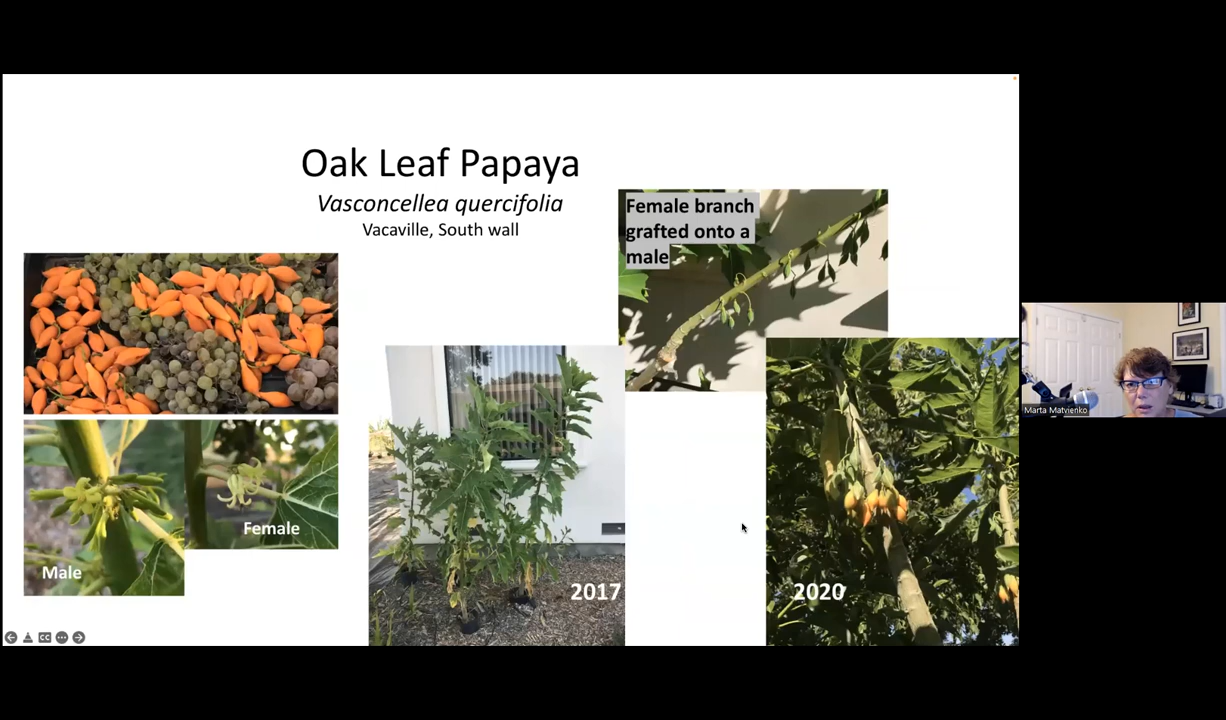 Oak Leaf Papaya
Vasconcellea quercifolia
Vacaville, South wall
Female branch
grafted onto a
male
Female
Male
2017
2020
CC
Marta Matvienko